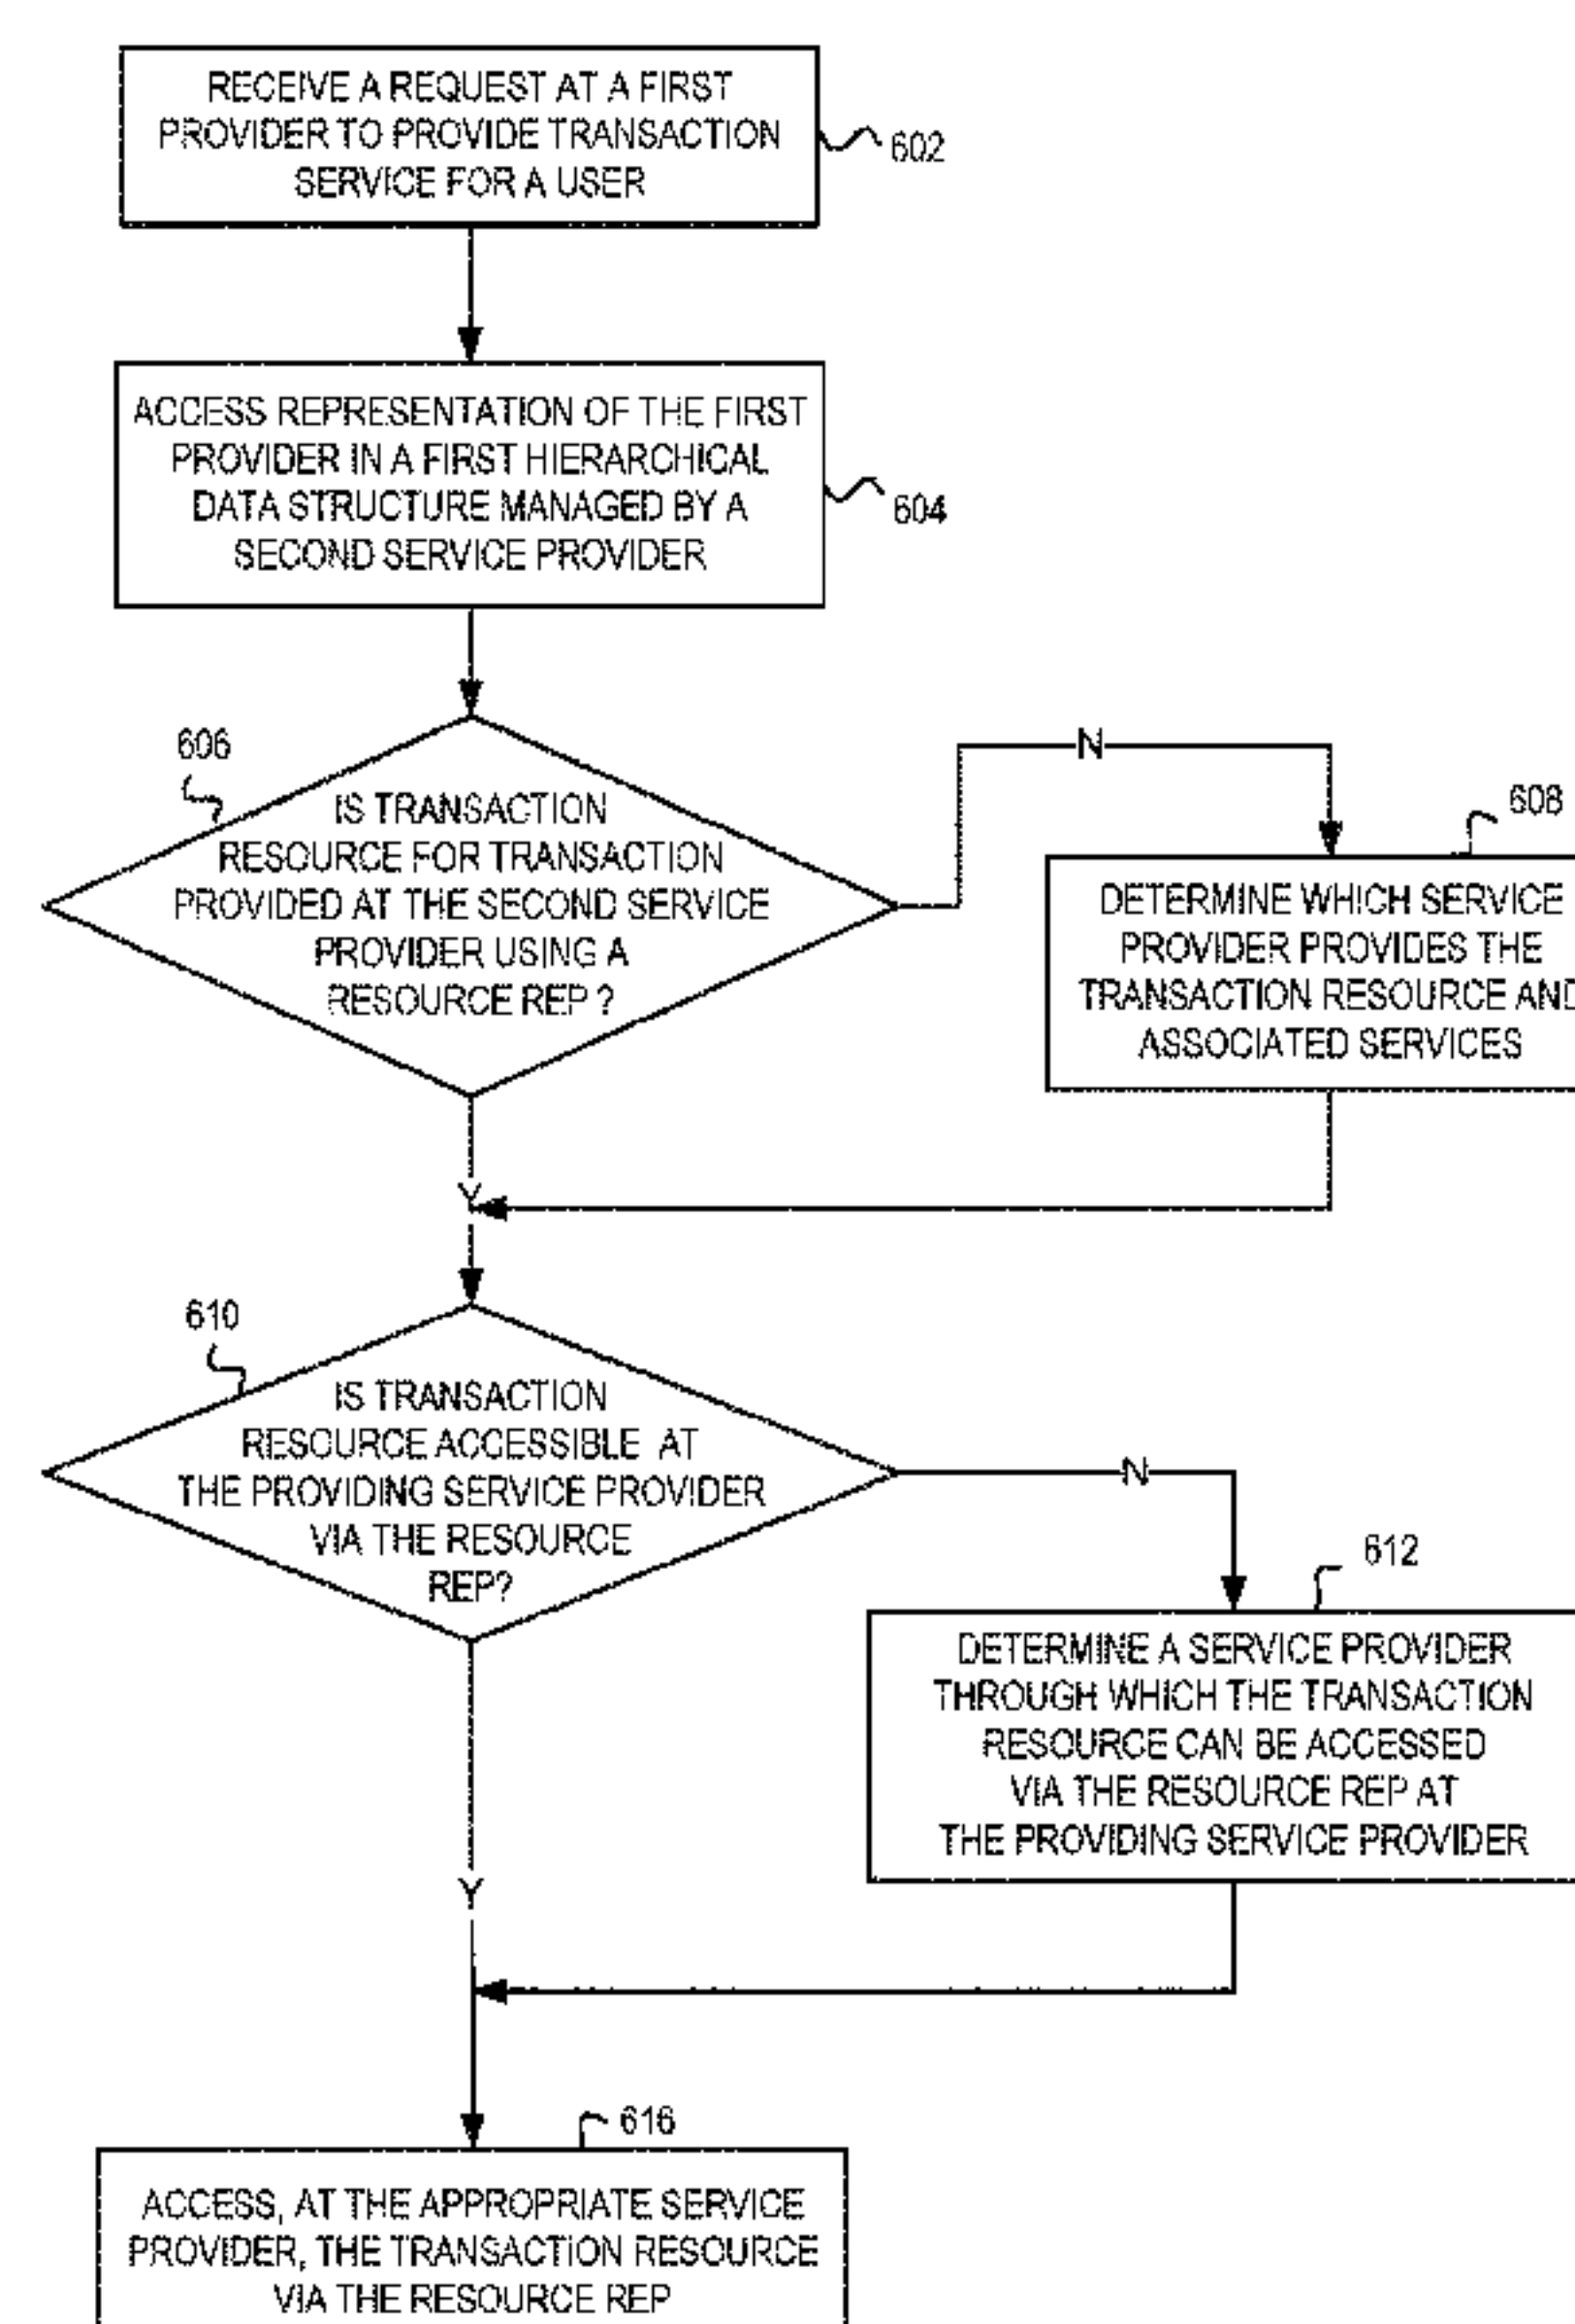 RECEIVE A REQUEST AT A FIRST
PROVIDER TO PROVIDE TRANSACTION
SERVICE FOR A USER
602
ACCESS REPRESENTATION OF THE FIRST
PROVIDER IN A FIRST HIERARCHICAL
DATA STRUCTURE MANAGED BY A
SECOND SERVICE PROVIDER
604
606
IS TRANSACTION
RESOURCE FOR TRANSACTION
PROVIDED AT THE SECOND SERVICE
PROVIDER USING A
RESOURCE REP ?
N
608
DETERMINE WHICH SERVICE
PROVIDER PROVIDES THE
TRANSACTION RESOURCE AND
ASSOCIATED SERVICES
Y
610
IS TRANSACTION
RESOURCE ACCESSIBLE AT
THE PROVIDING SERVICE PROVIDER
VIA THE RESOURCE
REP?
N
612
DETERMINE A SERVICE PROVIDER
THROUGH WHICH THE TRANSACTION
RESOURCE CAN BE ACCESSED
VIA THE RESOURCE REP AT
THE PROVIDING SERVICE PROVIDER
Y
616
ACCESS, AT THE APPROPRIATE SERVICE
PROVIDER, THE TRANSACTION RESOURCE
VIA THE RESOURCE REP